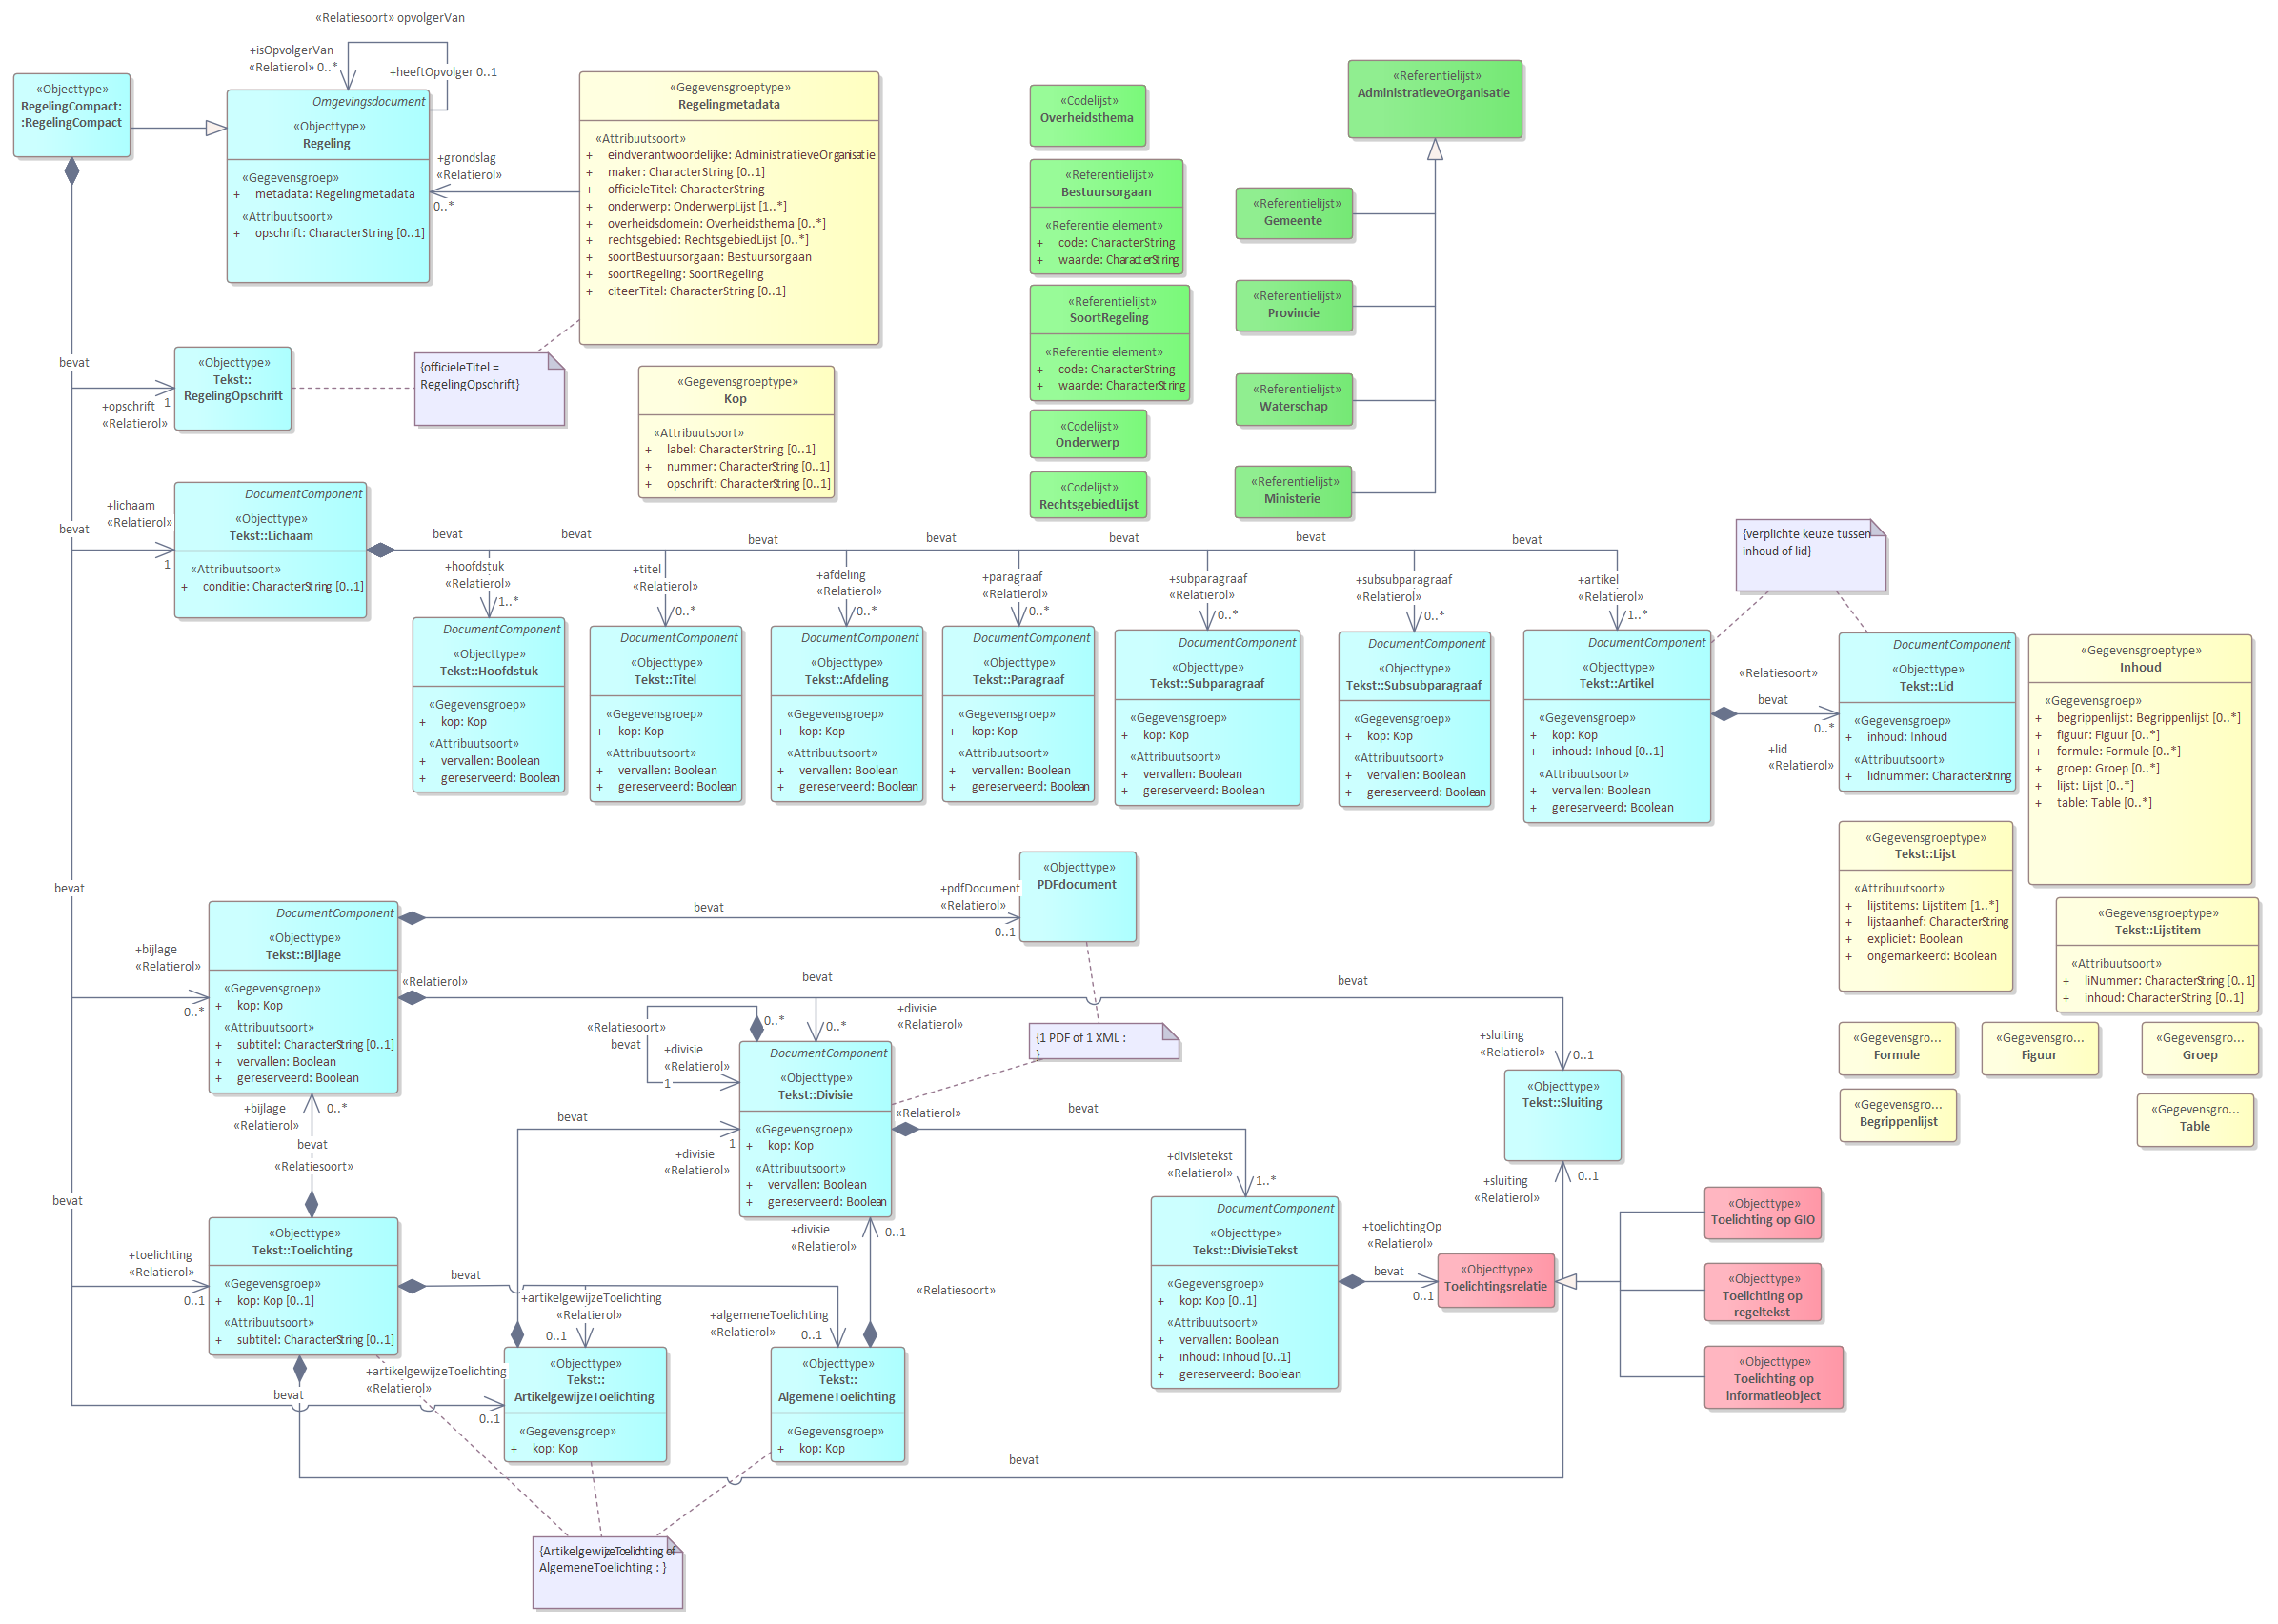 «Relatiesoort» opvolgerVan
+isOpvolgerVan
«Relatierol» 0..*
+heeftOpvolger 0..1
«Objecttype»
RegelingCompact:
:RegelingCompact
Omgevingsdocument
«Objecttype»
Regeling
«Gegevensgroep»
+ metadata: Regelingmetadata
«Attribuutsoort»
+ opschrift: CharacterString [0..1]
+grondslag
«Relatierol»
0..*
«Gegevensgroeptype»
Regelingmetadata
«Attribuutsoort»
+ eindverantwoordelijke: AdministratieveOrganisatie
+ maker: CharacterString [0..1]
+ officieleTitel: CharacterString
+ onderwerp: OnderwerpLijst [1..*]
+ overheidsdomein: Overheidsthema [0..*]
+ rechtsgebied: RechtsgebiedLijst [0..*]
+ soortBestuursorgaan: Bestuursorgaan
+ soortRegeling: SoortRegeling
+ citeerTitel: CharacterString [0..1]
«Codelijst»
Overheidsthema
«Referentielijst»
Bestuursorgaan
«Referentie element»
+ code: CharacterString
+ waarde: CharacterString
«Referentielijst»
SoortRegeling
«Referentie element»
+ code: CharacterString
+ waarde: CharacterString
«Codelijst»
Onderwerp
«Codelijst»
RechtsgebiedLijst
«Referentielijst»
AdministratieveOrganisatie
«Referentielijst»
Gemeente
«Referentielijst»
Provincie
«Referentielijst»
Waterschap
«Referentielijst»
Ministerie
bevat
+opschrift 1
«Relatierol»
«Objecttype»
Tekst::
RegelingOpschrift
{officieleTitel =
RegelingOpschrift}
«Gegevensgroeptype»
Kop
«Attribuutsoort»
+ label: CharacterString [0..1]
+ nummer: CharacterString [0..1]
+ opschrift: CharacterString [0..1]
bevat
+lichaam
«Relatierol»
1
DocumentComponent
«Objecttype»
Tekst::Lichaam
«Attribuutsoort»
+ conditie: CharacterString [0..1]
bevat
bevat
bevat
bevat
bevat
bevat
bevat
+hoofdstuk
«Relatierol»
1..*
+titel
«Relatierol»
0..*
+afdeling
«Relatierol»
0..*
+paragraaf
«Relatierol»
0..*
+subparagraaf
«Relatierol»
0..*
+subsubparagraaf
«Relatierol»
0..*
+artikel
«Relatierol»
1..*
{verplichte keuze tussen
inhoud of lid}
DocumentComponent
«Objecttype»
Tekst::Hoofdstuk
«Gegevensgroep»
+ kop: Kop
«Attribuutsoort»
+ vervallen: Boolean
+ gereserveerd: Boolean
DocumentComponent
«Objecttype»
Tekst::Titel
«Gegevensgroep»
+ kop: Kop
«Attribuutsoort»
+ vervallen: Boolean
+ gereserveerd: Boolean
DocumentComponent
«Objecttype»
Tekst::Afdeling
«Gegevensgroep»
+ kop: Kop
«Attribuutsoort»
+ vervallen: Boolean
+ gereserveerd: Boolean
DocumentComponent
«Objecttype»
Tekst::Paragraaf
«Gegevensgroep»
+ kop: Kop
«Attribuutsoort»
+ vervallen: Boolean
+ gereserveerd: Boolean
DocumentComponent
«Objecttype»
Tekst::Subparagraaf
«Gegevensgroep»
+ kop: Kop
«Attribuutsoort»
+ vervallen: Boolean
+ gereserveerd: Boolean
DocumentComponent
«Objecttype»
Tekst::Subsubparagraaf
«Gegevensgroep»
+ kop: Kop
«Attribuutsoort»
+ vervallen: Boolean
+ gereserveerd: Boolean
DocumentComponent
«Objecttype»
Tekst::Artikel
«Gegevensgroep»
+ kop: Kop
+ inhoud: Inhoud [0..1]
«Attribuutsoort»
+ vervallen: Boolean
+ gereserveerd: Boolean
«Relatiesoort»
bevat
0..*
+lid
«Relatierol»
DocumentComponent
«Objecttype»
Tekst::Lid
«Gegevensgroep»
+ inhoud: Inhoud
«Attribuutsoort»
+ lidnummer: CharacterString
«Gegevensgroeptype»
Inhoud
«Gegevensgroep»
+ begrippenlijst: Begrippenlijst [0..*]
+ figuur: Figuur [0..*]
+ formule: Formule [0..*]
+ groep: Groep [0..*]
+ lijst: Lijst [0..*]
+ table: Table [0..*]
«Gegevensgroeptype»
Tekst::Lijst
«Attribuutsoort»
+ lijstitems: Lijstitem [1..*]
+ lijstaanhef: CharacterString
+ expliciet: Boolean
+ ongemarkeerd: Boolean
«Gegevensgroeptype»
Tekst::Lijstitem
«Attribuutsoort»
+ liNummer: CharacterString [0..1]
+ inhoud: CharacterString [0..1]
«Gegevensgro...
Formule
«Gegevensgro...
Figuur
«Gegevensgro...
Groep
«Gegevensgro...
Begrippenlijst
«Gegevensgro...
Table
bevat
+bijlage
«Relatierol»
0..*
DocumentComponent
«Objecttype»
Tekst::Bijlage
«Gegevensgroep»
+ kop: Kop
«Attribuutsoort»
+ subtitel: CharacterString [0..1]
+ vervallen: Boolean
+ gereserveerd: Boolean
bevat
+pdfDocument
«Relatierol»
0..1
«Objecttype»
PDFdocument
«Relatierol»
bevat
bevat
+divisie
«Relatierol»
0..*
{1 PDF of 1 XML :
}
«Relatiesoort»
bevat
0..*
+divisie
«Relatierol»
1
DocumentComponent
«Objecttype»
Tekst::Divisie
«Gegevensgroep»
+ kop: Kop
«Attribuutsoort»
+ vervallen: Boolean
+ gereserveerd: Boolean
«Relatierol»
bevat
+divisietekst
«Relatierol»
1..*
+sluiting
«Relatierol»
0..1
«Objecttype»
Tekst::Sluiting
+sluiting
«Relatierol»
0..1
bevat
1
+divisie
«Relatierol»
+bijlage
«Relatierol»
0..*
bevat
«Relatiesoort»
bevat
+toelichting
«Relatierol»
0..1
«Objecttype»
Tekst::Toelichting
«Gegevensgroep»
+ kop: Kop [0..1]
«Attribuutsoort»
+ subtitel: CharacterString [0..1]
bevat
+artikelgewijzeToelichting
«Relatierol»
0..1
+algemeneToelichting
«Relatierol»
0..1
+divisie
«Relatierol»
0..1
«Relatiesoort»
DocumentComponent
«Objecttype»
Tekst::DivisieTekst
«Gegevensgroep»
+ kop: Kop [0..1]
«Attribuutsoort»
+ vervallen: Boolean
+ inhoud: Inhoud [0..1]
+ gereserveerd: Boolean
+toelichtingOp
«Relatierol»
bevat
0..1
«Objecttype»
Toelichtingsrelatie
«Objecttype»
Toelichting op GIO
«Objecttype»
Toelichting op
regeltekst
«Objecttype»
Toelichting op
informatieobject
+artikelgewijzeToelichting
«Relatierol»
0..1
bevat
«Objecttype»
Tekst::
ArtikelgewijzeToelichting
«Gegevensgroep»
+ kop: Kop
«Objecttype»
Tekst::
AlgemeneToelichting
«Gegevensgroep»
+ kop: Kop
bevat
{ArtikelgewijzeToelichting of
AlgemeneToelichting : }